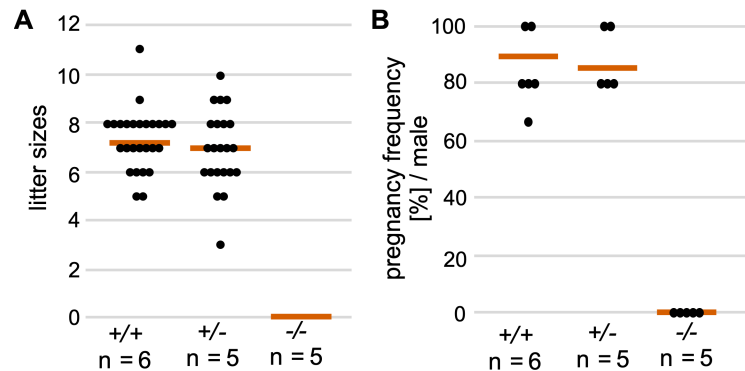 A
litter sizes
12
10
8
6
4
2
0
+/+
+/-
-/-
n = 6
n = 5
n = 5
B
pregnancy frequency
[%] / male
100
80
60
40
20
0
+/+
+/-
-/-
n = 6
n = 5
n = 5